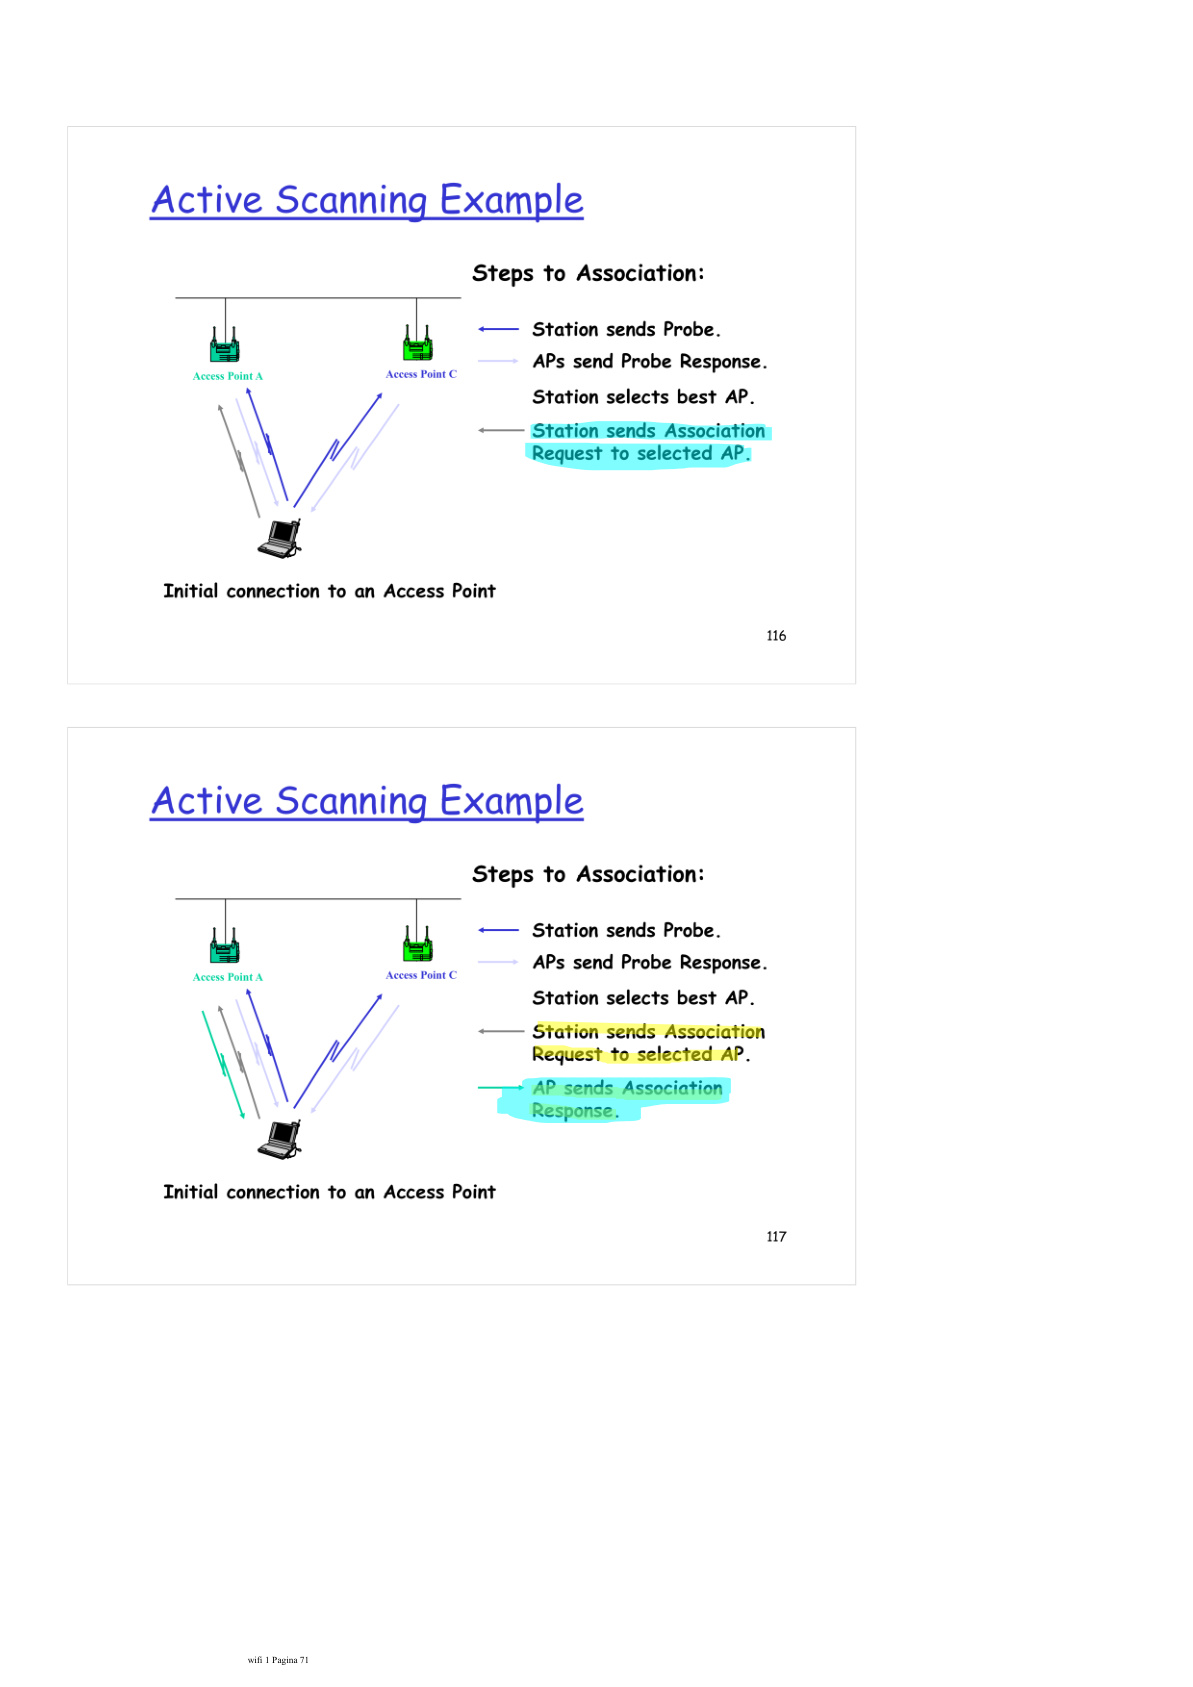 Active Scanning Example
Steps to Association:
Station sends Probe.
APs send Probe Response.
Station selects best AP.
Station sends Association
Request to selected AP.
Access Point A
Access Point C
Initial connection to an Access Point
116
Active Scanning Example
Steps to Association:
Station sends Probe.
APs send Probe Response.
Station selects best AP.
Station sends Association
Request to selected AP.
AP sends Association
Response.
Access Point A
Access Point C
Initial connection to an Access Point
117
wifi 1 Pagina 71